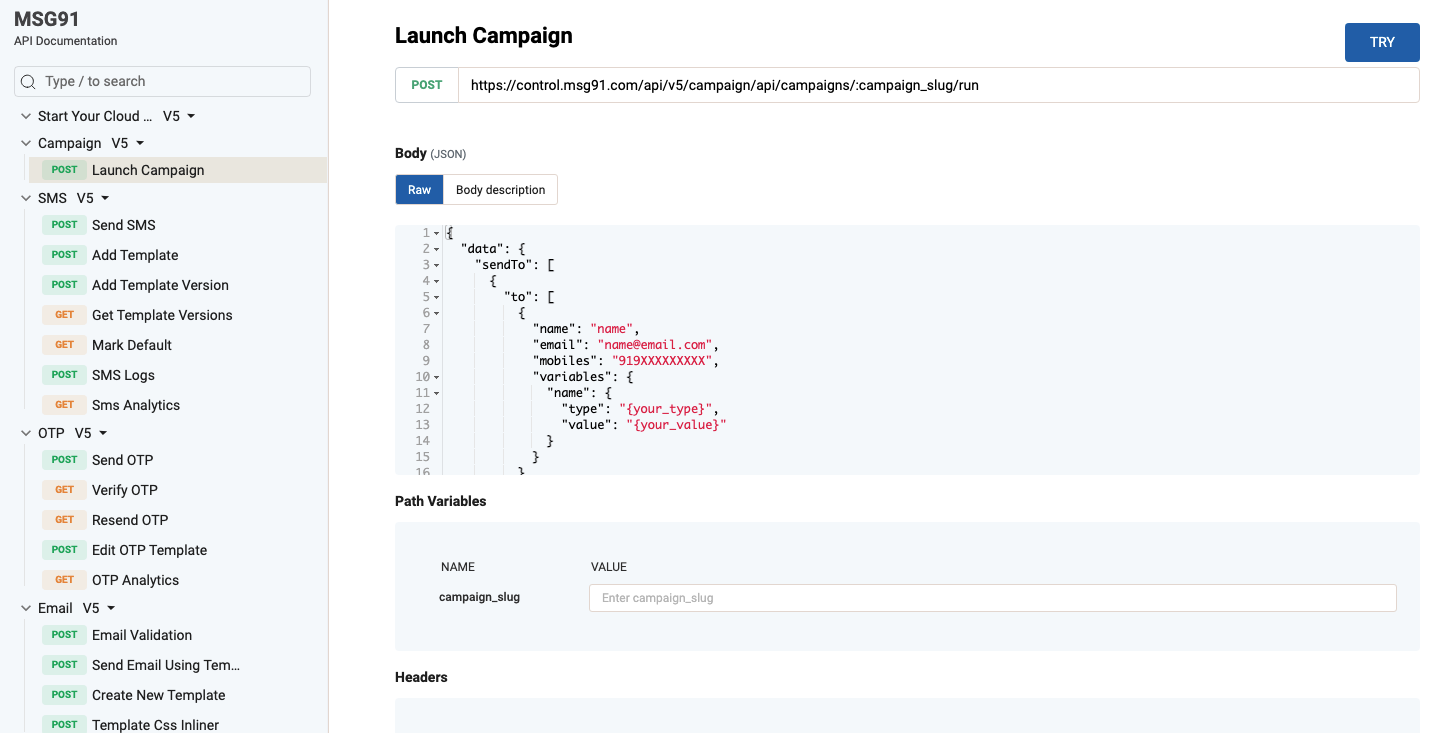 MSG91
API Documentation
Type / to search
Start Your Cloud ... V5
Campaign V5
POST Launch Campaign
SMS V5
POST Send SMS
POST Add Template
POST Add Template Version
GET Get Template Versions
GET Mark Default
POST SMS Logs
GET Sms Analytics
OTP V5
POST Send OTP
GET Verify OTP
GET Resend OTP
POST Edit OTP Template
GET OTP Analytics
Email V5
POST Email Validation
POST Send Email Using Tem...
POST Create New Template
POST Template Css Inliner
Launch Campaign
TRY
POST https://control.msg91.com/api/v5/campaign/api/campaigns/:campaign_slug/run
Body (JSON)
Raw Body description
1 {
2 "data": {
3 "sendTo": [
4 {
5 "to": [
6 {
7 "name": "name",
8 "email": "name@email.com",
9 "mobiles": "919XXXXXXXXX",
10 "variables": {
11 "name": {
12 "type": "{your_type}",
13 "value": "{your_value}"
14 }
15 }
16 }
Path Variables
NAME VALUE
campaign_slug Enter campaign_slug
Headers